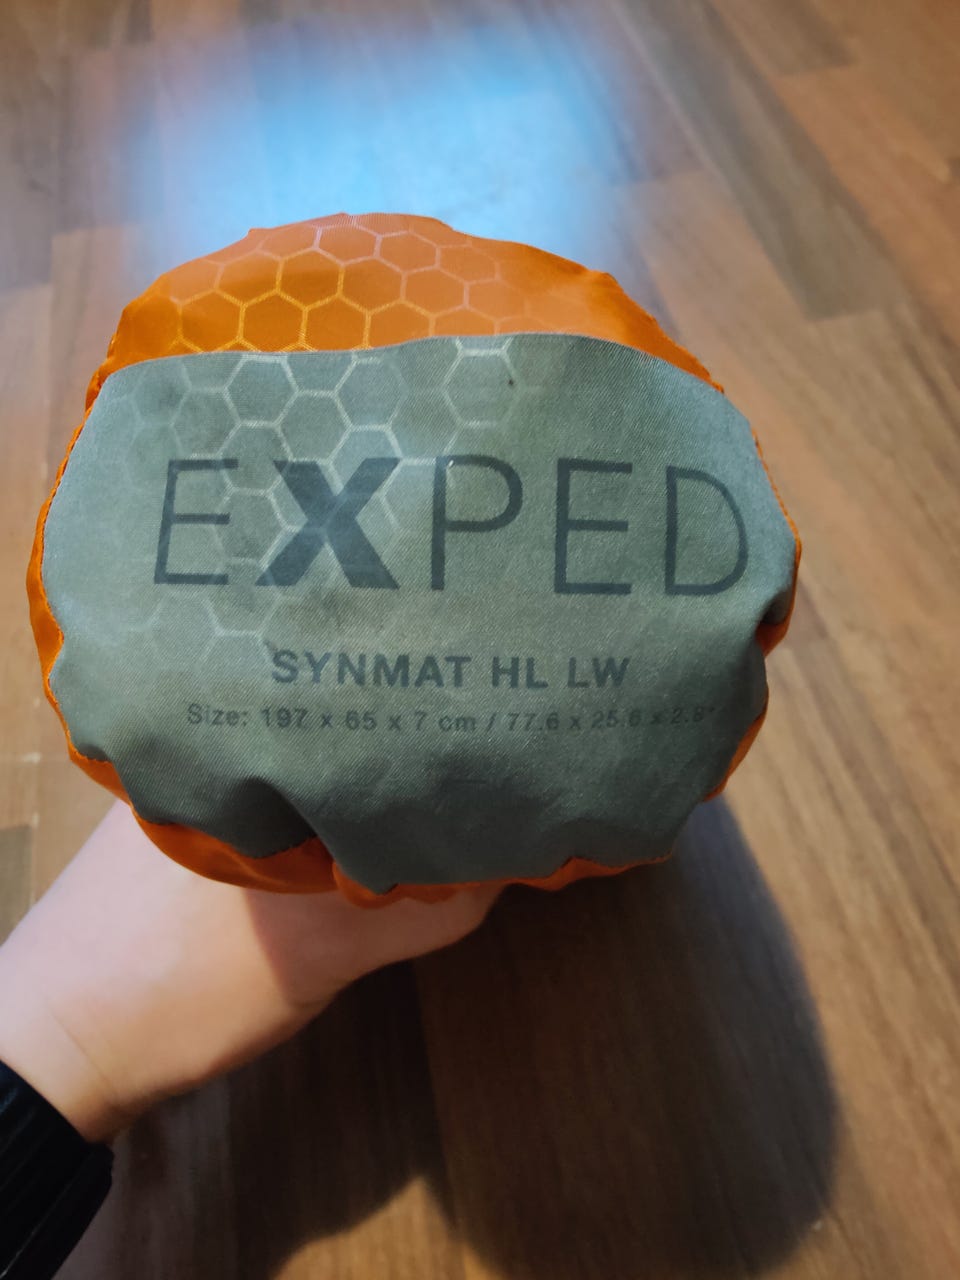 EXPED
SYNMAT HL LW
Size: 197 x 65 x 7 cm / 77.6 x 25.6 x 2.8"